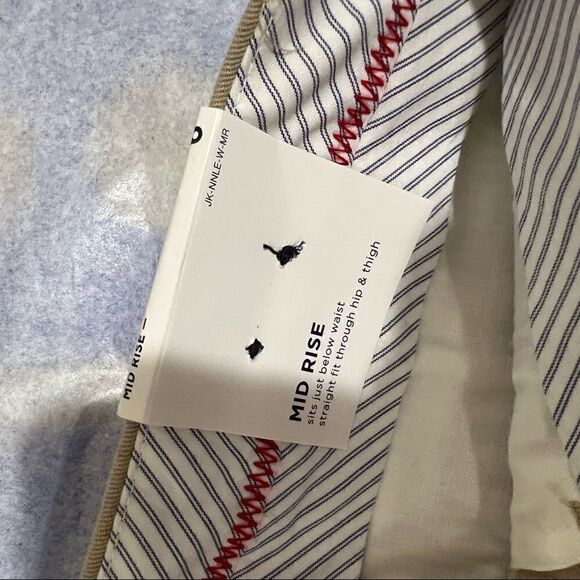 JK-NNLE-W-MR
MID RISE
sits just below waist
straight fit through hip & thigh
MID RISE –